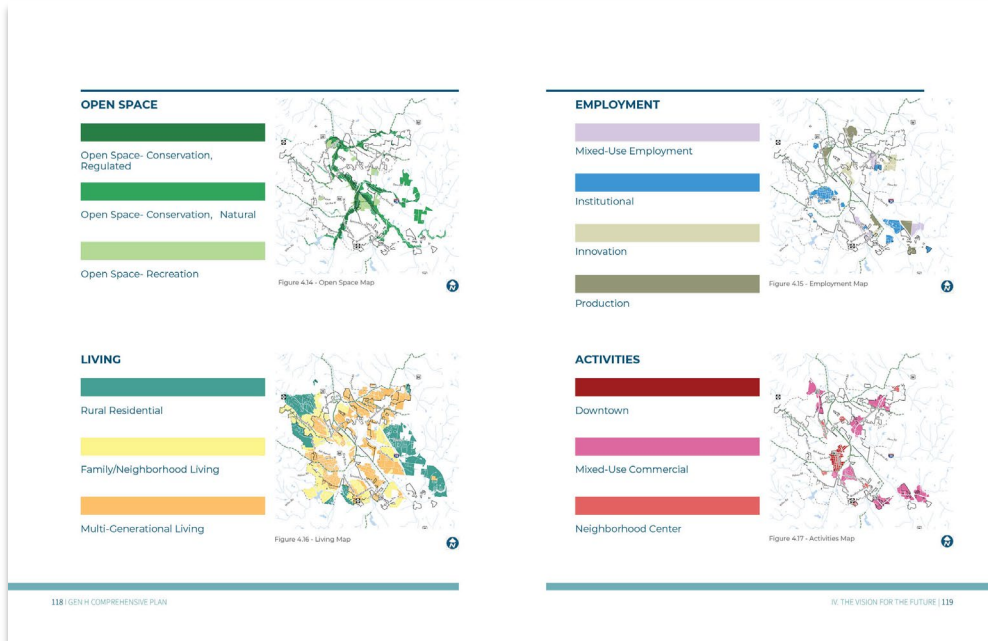 OPEN SPACE
Open Space- Conservation,
Regulated
Open Space- Conservation, Natural
Open Space- Recreation
Figure 4.14 - Open Space Map
LIVING
Rural Residential
Family/Neighborhood Living
Multi-Generational Living
Figure 4.16 - Living Map
118 | GEN H COMPREHENSIVE PLAN
EMPLOYMENT
Mixed-Use Employment
Institutional
Innovation
Production
Figure 4.15 - Employment Map
ACTIVITIES
Downtown
Mixed-Use Commercial
Neighborhood Center
Figure 4.17 - Activities Map
IV. THE VISION FOR THE FUTURE | 119